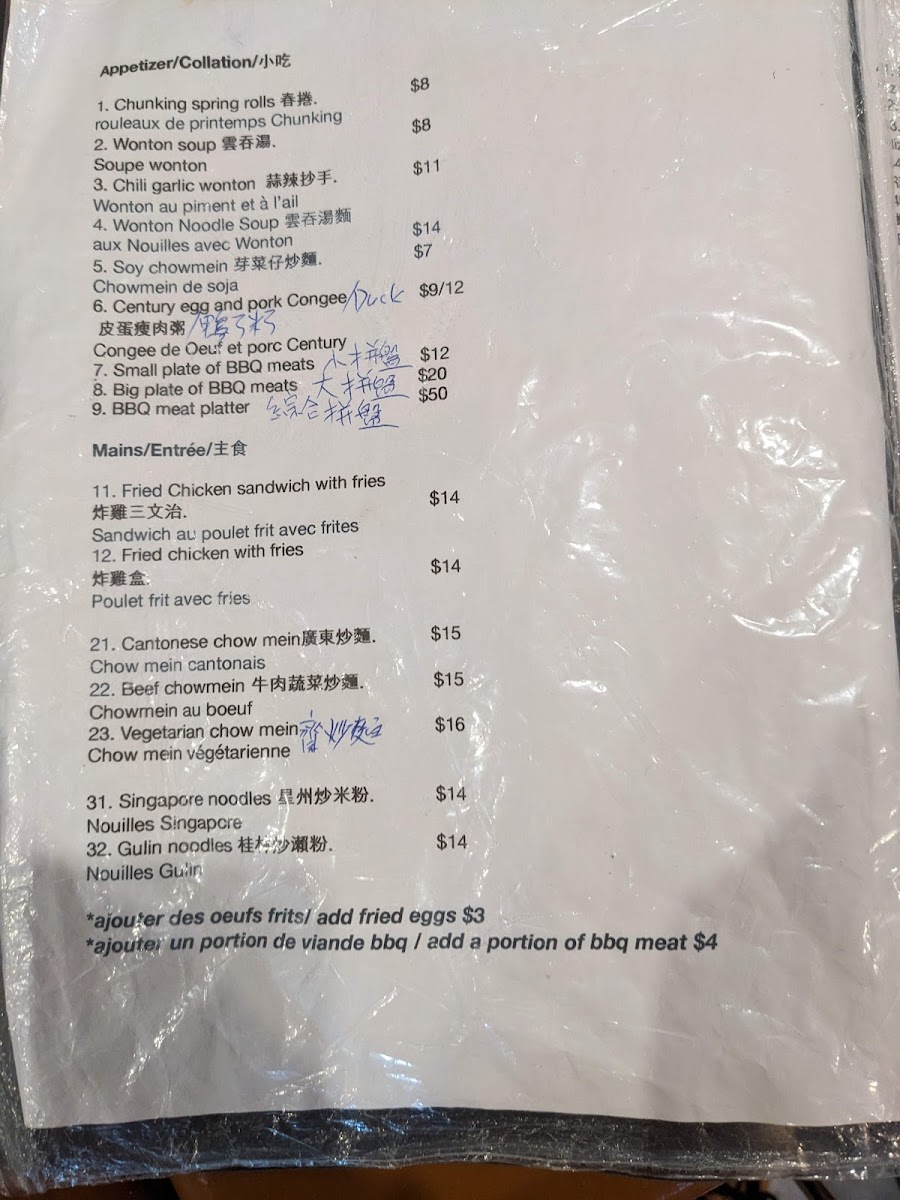 Appetizer/Collation/小吃
1. Chunking spring rolls 春捲. $8
rouleaux de printemps Chunking
2. Wonton soup 雲吞湯. $8
Soupe wonton
3. Chili garlic wonton 蒜辣抄手. $11
Wonton au piment et à l'ail
4. Wonton Noodle Soup 雲吞湯麵
aux Nouilles avec Wonton $14
5. Soy chowmein 芽菜仔炒麵. $7
Chowmein de soja
6. Century egg and pork Congee/Duck $9/12
皮蛋瘦肉粥/鴨
Congee de Oeuf et porc Century
7. Small plate of BBQ meats 小拼盤 $12
8. Big plate of BBQ meats 大拼盤 $20
9. BBQ meat platter 綜合拼盤 $50
Mains/Entrée/主食
11. Fried Chicken sandwich with fries $14
炸雞三文治.
Sandwich au poulet frit avec frites
12. Fried chicken with fries $14
炸雞盒.
Poulet frit avec fries
21. Cantonese chow mein廣東炒麵. $15
Chow mein cantonais
22. Beef chowmein 牛肉蔬菜炒麵. $15
Chowmein au boeuf
23. Vegetarian chow mein齋炒麵 $16
Chow mein végétarienne
31. Singapore noodles 星州炒米粉. $14
Nouilles Singapore
32. Gulin noodles 桂林炒瀨粉. $14
Nouilles Gulin
*ajouter des oeufs frits/ add fried eggs $3
*ajouter un portion de viande bbq / add a portion of bbq meat $4